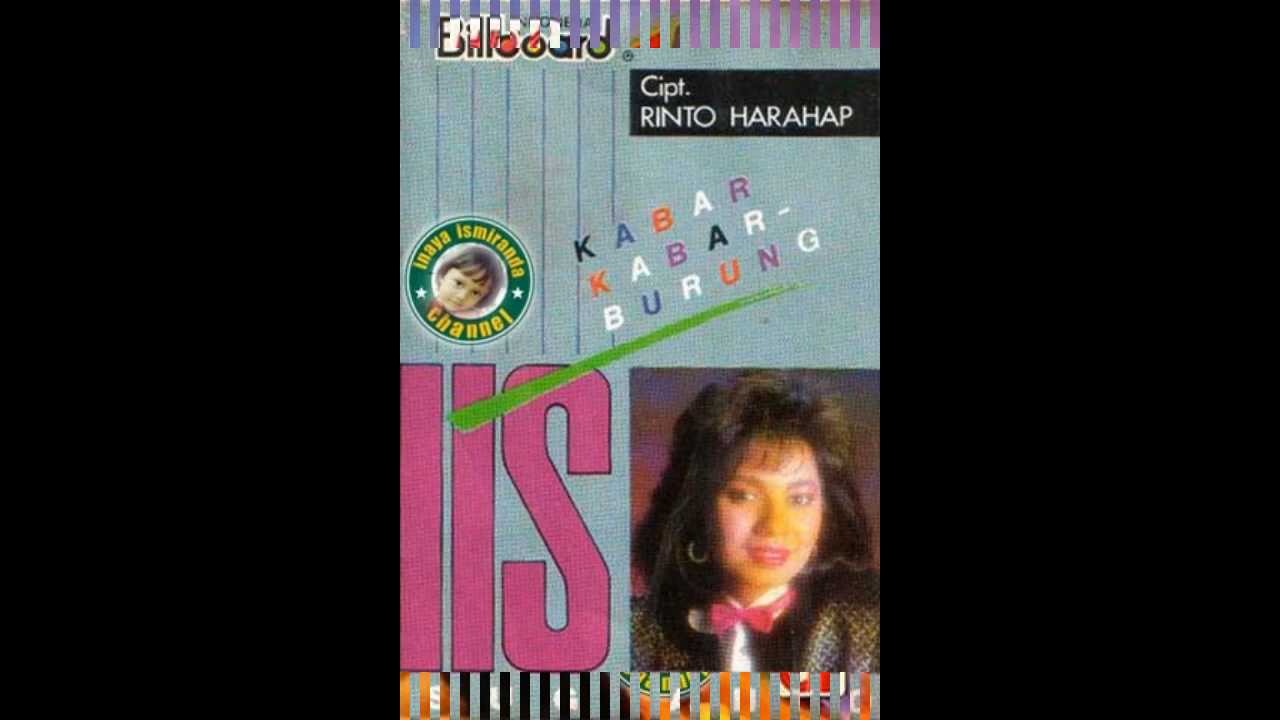 Billboard
Cipt.
RINTO HARAHAP
KABAR
KABAR-
BURUNG
inaya ismiranda
channel
IIS